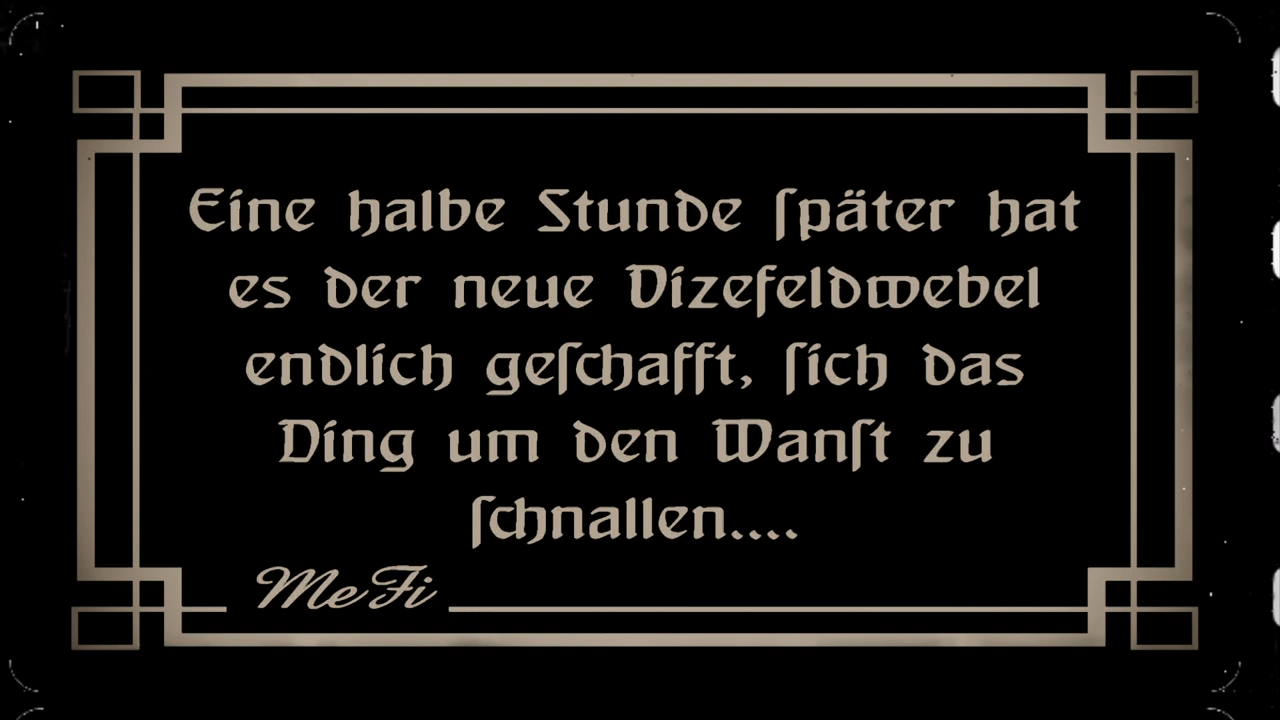 Eine halbe Stunde ſpäter hat
es der neue Vizefeldwebel
endlich geſchafft, ſich das
Ding um den Wanſt zu
ſchnallen....
MeFi